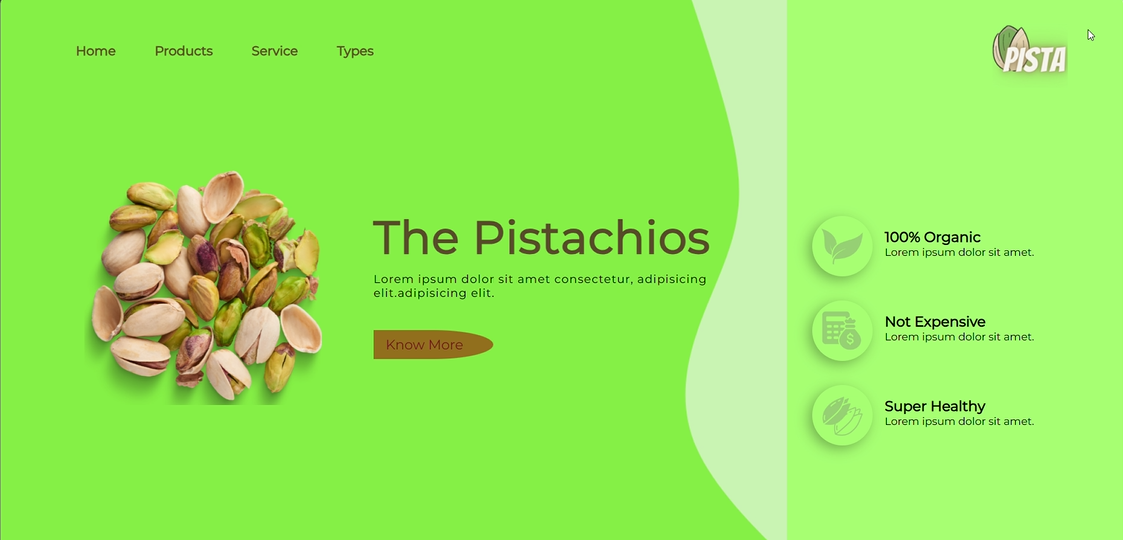 Home Products Service Types
PISTA
The Pistachios
Lorem ipsum dolor sit amet consectetur, adipisicing
elit.adipisicing elit.
Know More
100% Organic
Lorem ipsum dolor sit amet.
Not Expensive
Lorem ipsum dolor sit amet.
Super Healthy
Lorem ipsum dolor sit amet.